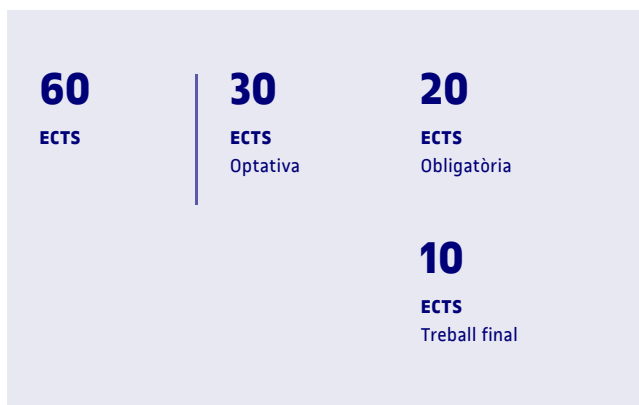 60
ECTS
30
ECTS
Optativa
20
ECTS
Obligatòria
10
ECTS
Treball final